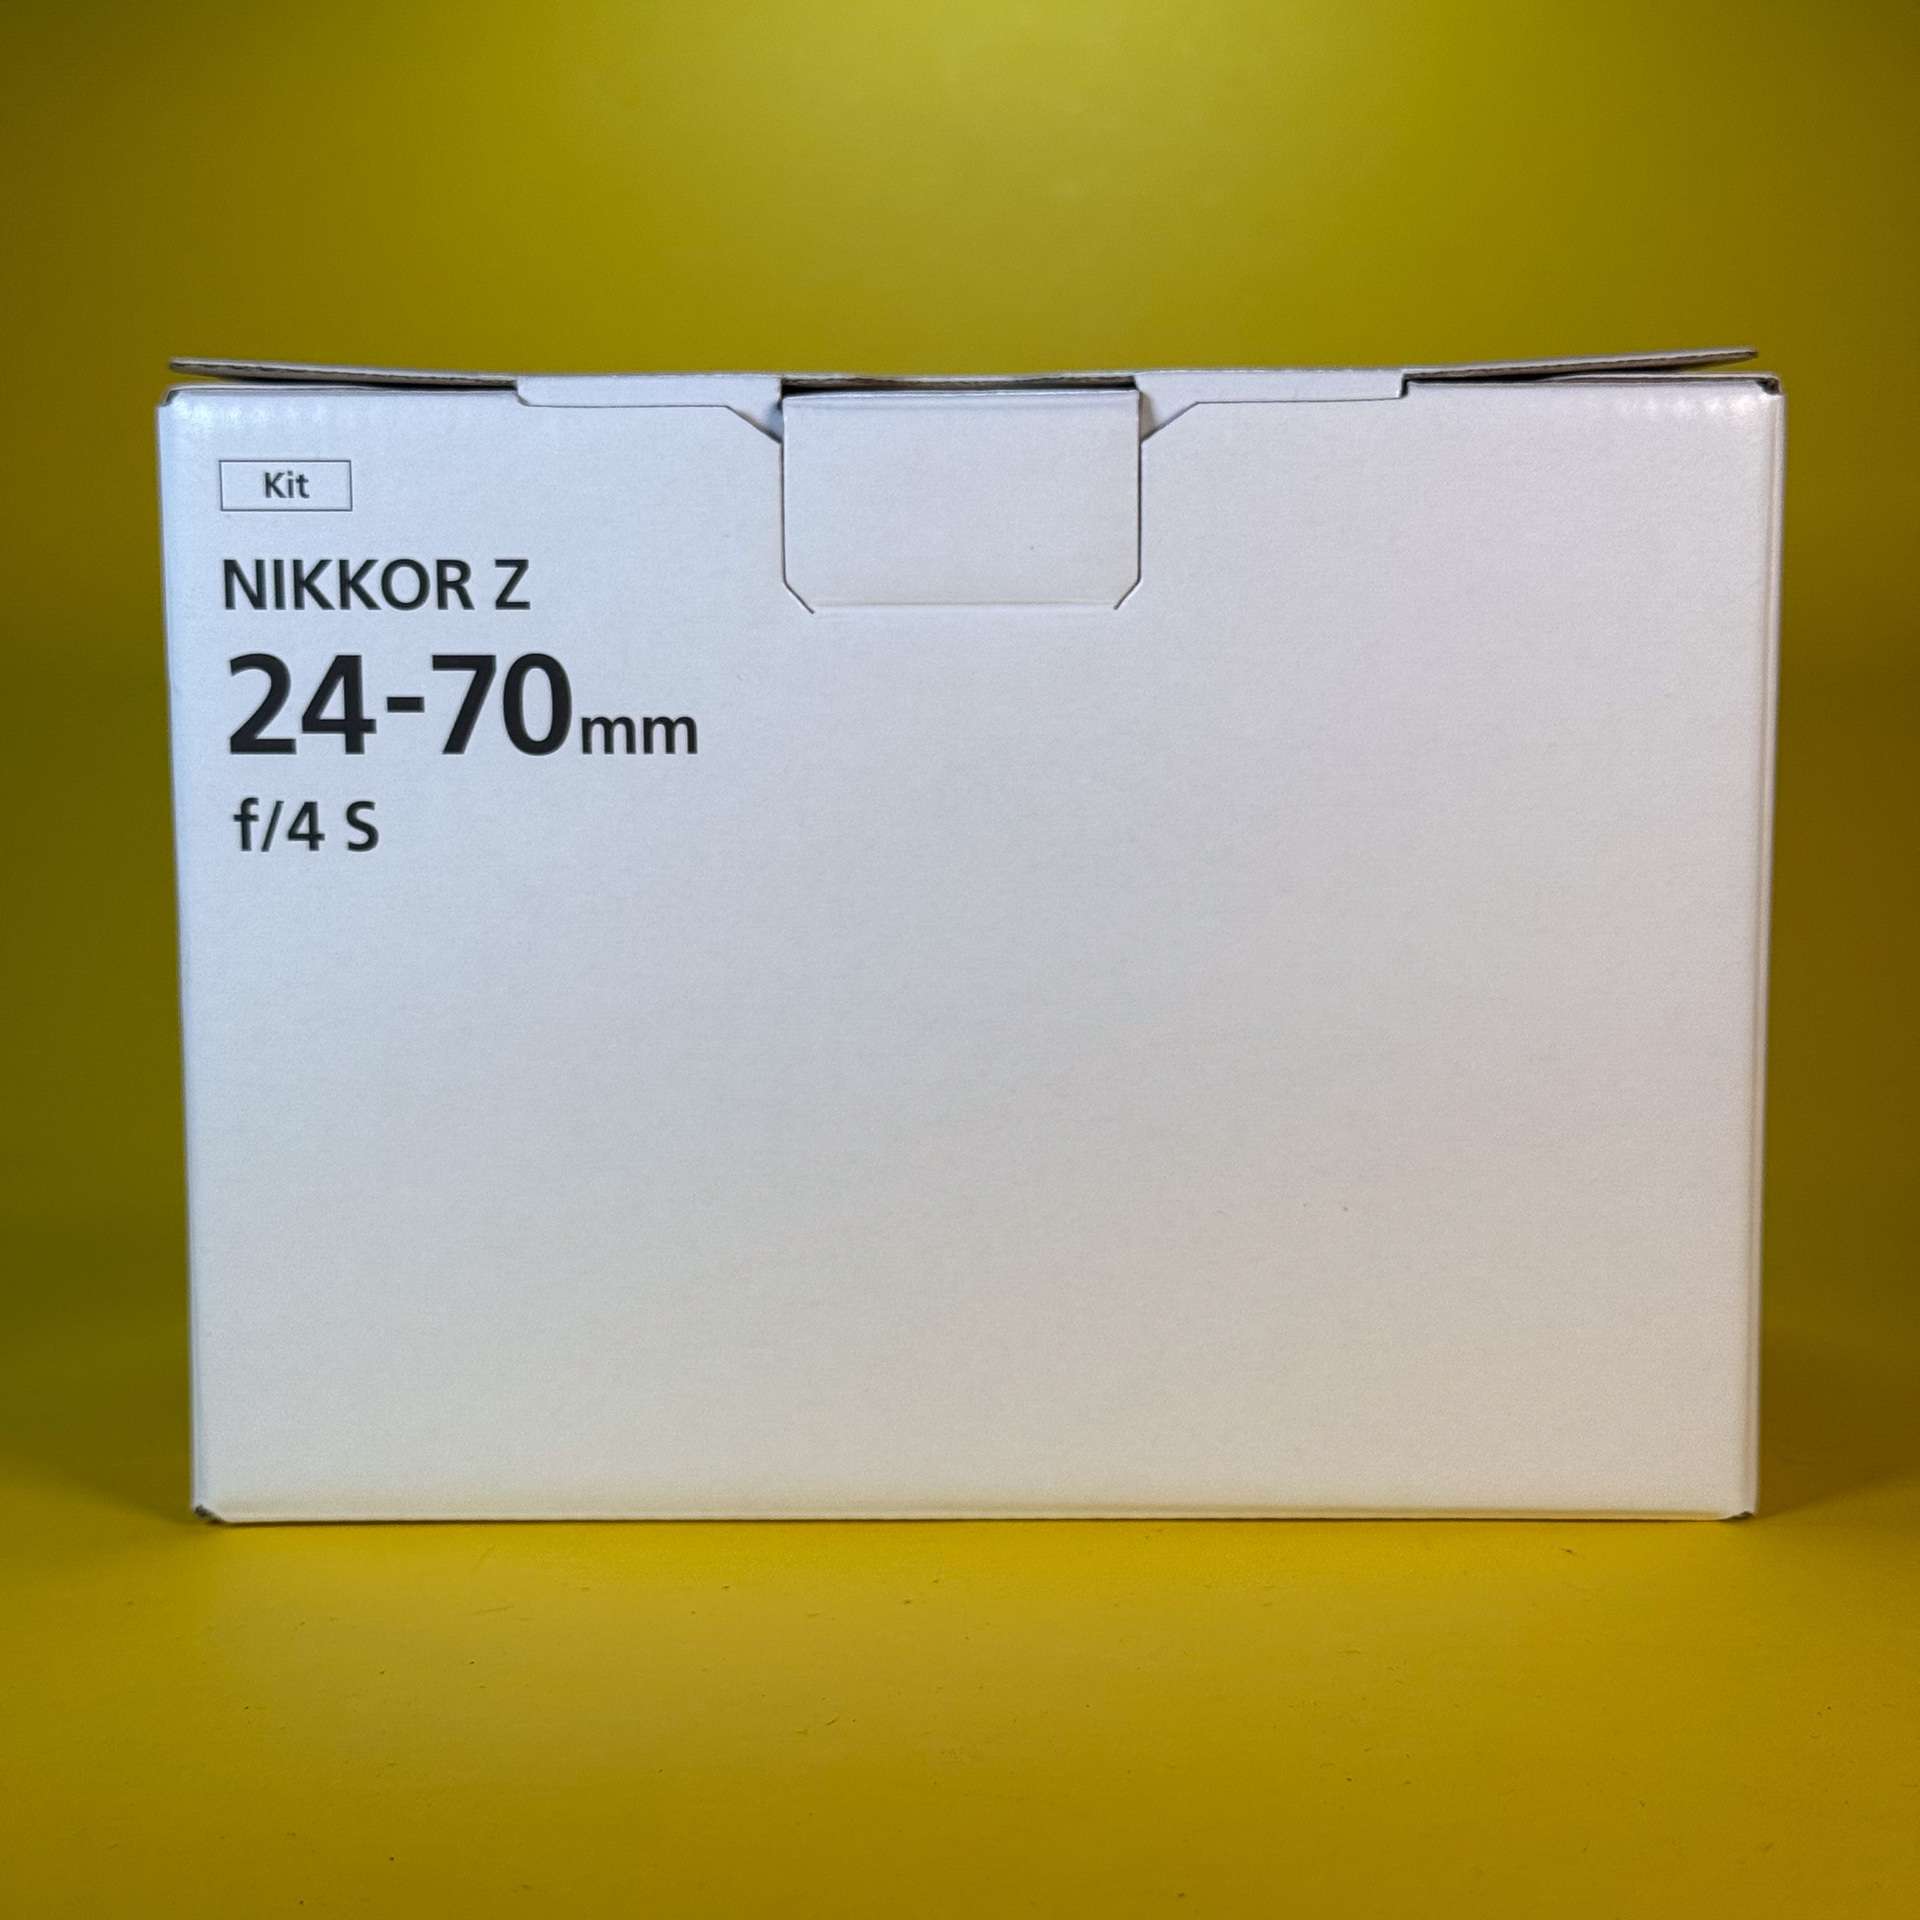 Kit
NIKKOR Z
24-70mm
f/4 S